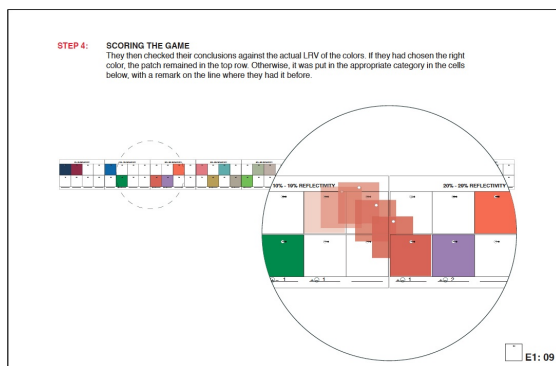 STEP 4: SCORING THE GAME
They then checked their conclusions against the actual LRV of the colors. If they had chosen the right
color, the patch remained in the top row. Otherwise, it was put in the appropriate category in the cells
below, with a remark on the line where they had it before.
10% - 19% REFLECTIVITY 20% - 29% REFLECTIVITY
1 1 2
E1: 09